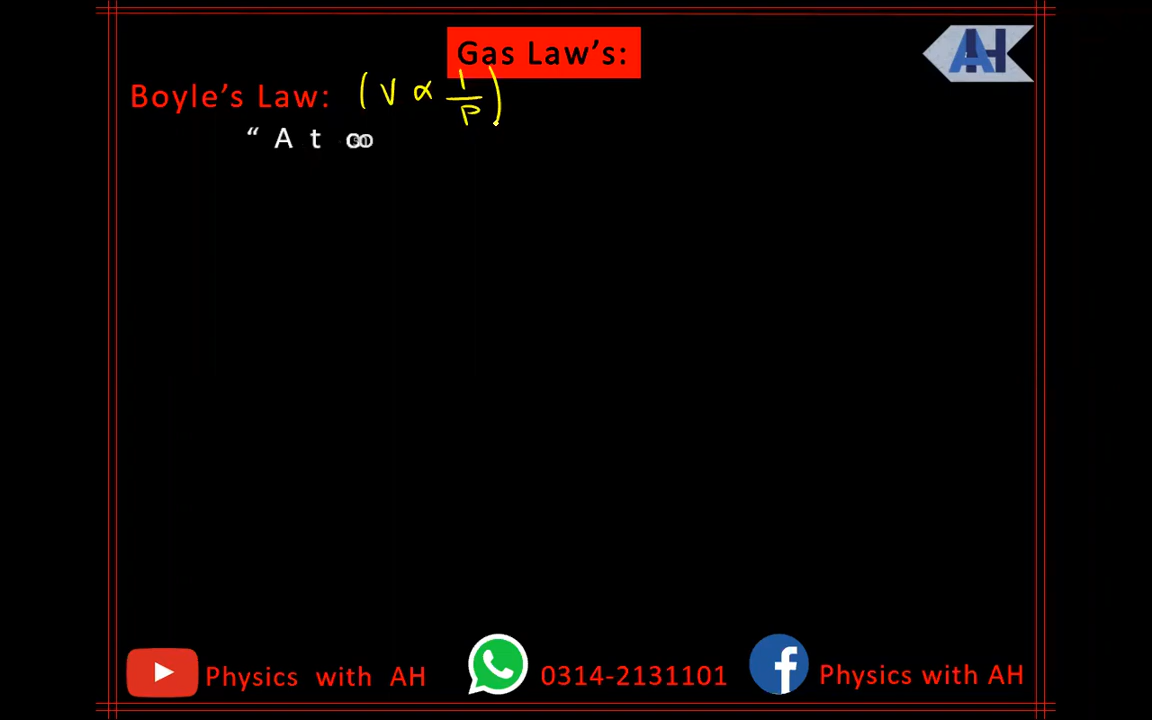 Gas Law's:
AH
Boyle's Law: (V ∝ 1/P)
“ A t
Physics with AH
0314-2131101
Physics with AH